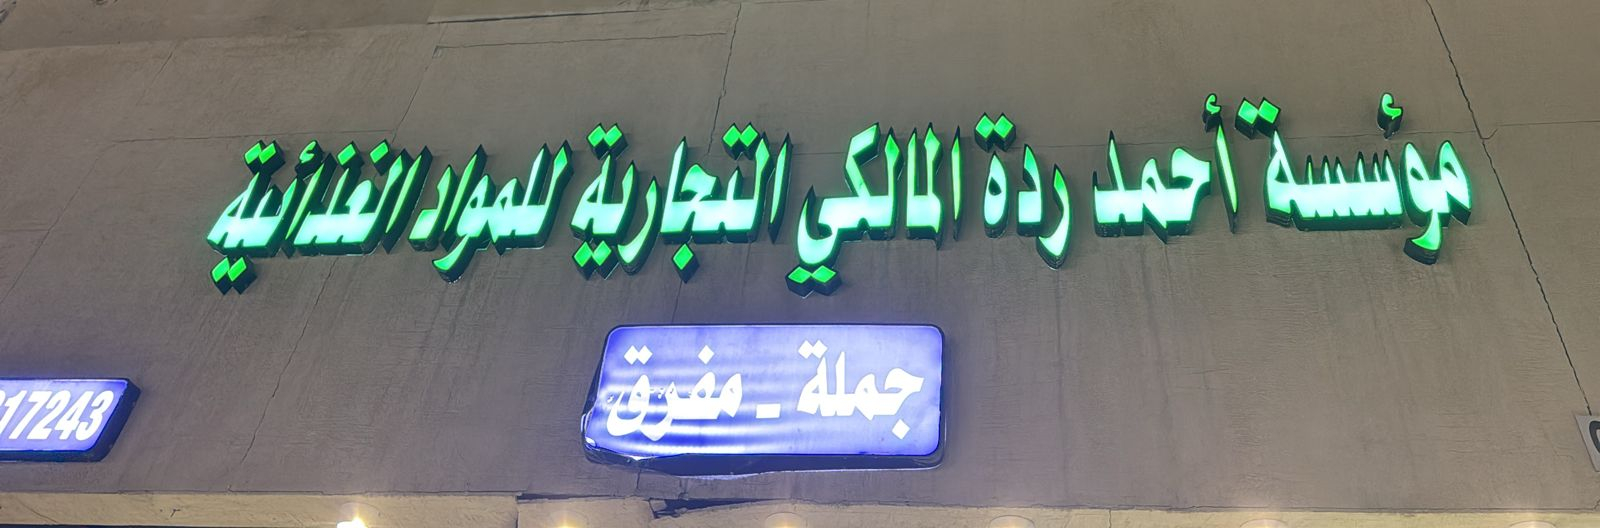 مؤسسة أحمد ردة المالكي التجارية للمواد الغذائية
جملة - مفرق
17243